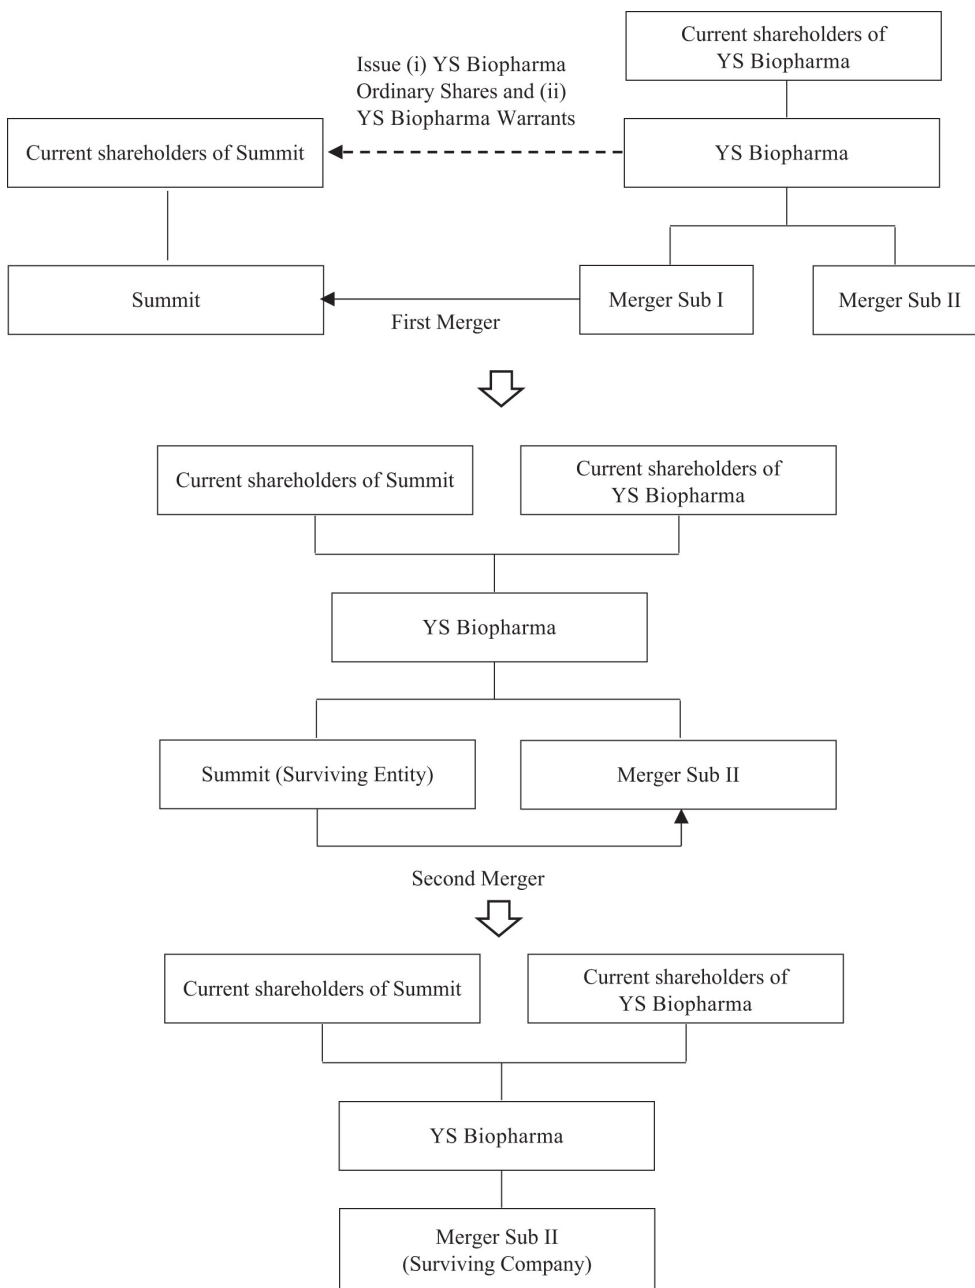 Current shareholders of
YS Biopharma
Issue (i) YS Biopharma
Ordinary Shares and (ii)
YS Biopharma Warrants
Current shareholders of Summit
YS Biopharma
Summit
First Merger
Merger Sub I
Merger Sub II
Current shareholders of Summit
Current shareholders of
YS Biopharma
YS Biopharma
Summit (Surviving Entity)
Merger Sub II
Second Merger
Current shareholders of Summit
Current shareholders of
YS Biopharma
YS Biopharma
Merger Sub II
(Surviving Company)